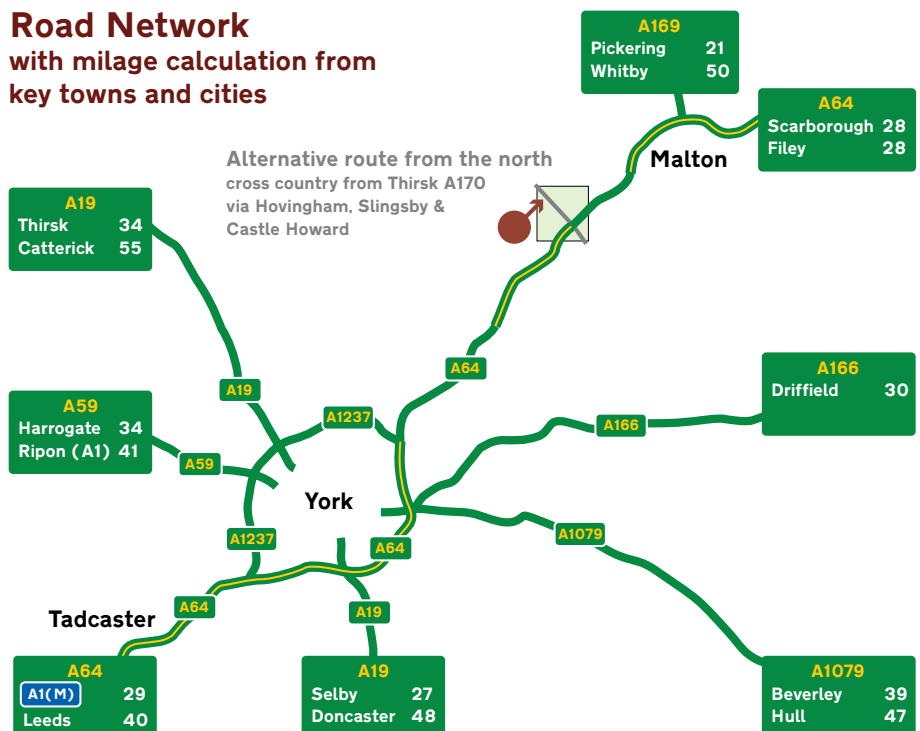 Road Network
with milage calculation from
key towns and cities
A169
Pickering 21
Whitby 50
A64
Scarborough 28
Filey 28
Malton
Alternative route from the north
cross country from Thirsk A170
via Hovingham, Slingsby &
Castle Howard
A19
Thirsk 34
Catterick 55
A64
A166
Driffield 30
A19
A59
Harrogate 34
Ripon (A1) 41
A1237
A166
A59
York
A1237
A64
A1079
Tadcaster
A64
A19
A64
A1(M) 29
Leeds 40
A19
Selby 27
Doncaster 48
A1079
Beverley 39
Hull 47